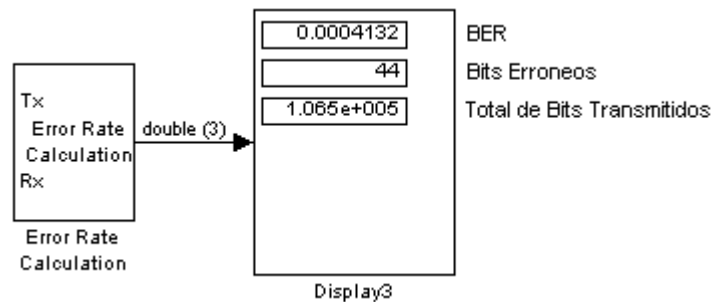 0.0004132
BER
44
Bits Erroneos
1.065e+005
Total de Bits Transmitidos
Tx
Error Rate
Calculation
Rx
double (3)
Error Rate
Calculation
Display3